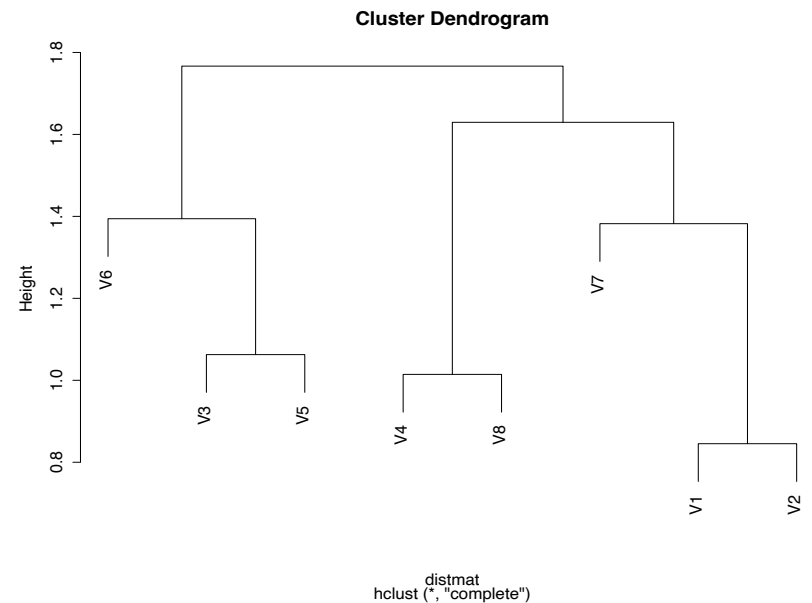 Cluster Dendrogram
Height
1.8
1.6
1.4
1.2
1.0
0.8
V6
V3
V5
V4
V8
V7
V1
V2
distmat
hclust (*, "complete")